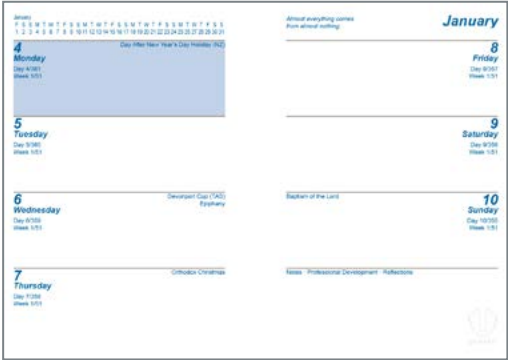 January
F S S M T W T F S S M T W T F S S M T W T F S S M T W T F S S
1 2 3 4 5 6 7 8 9 10 11 12 13 14 15 16 17 18 19 20 21 22 23 24 25 26 27 28 29 30 31
4
Monday
Day After New Year's Day Holiday (NZ)
Day 4/361
Week 1/51
5
Tuesday
Day 5/360
Week 1/51
6
Wednesday
Devonport Cup (TAS)
Epiphany
Day 6/359
Week 1/51
7
Thursday
Orthodox Christmas
Day 7/358
Week 1/51
Almost everything comes
from almost nothing.
January
8
Friday
Day 8/357
Week 1/51
9
Saturday
Day 9/356
Week 1/51
Baptism of the Lord
10
Sunday
Day 10/355
Week 1/51
Notes · Professional Development · Reflections